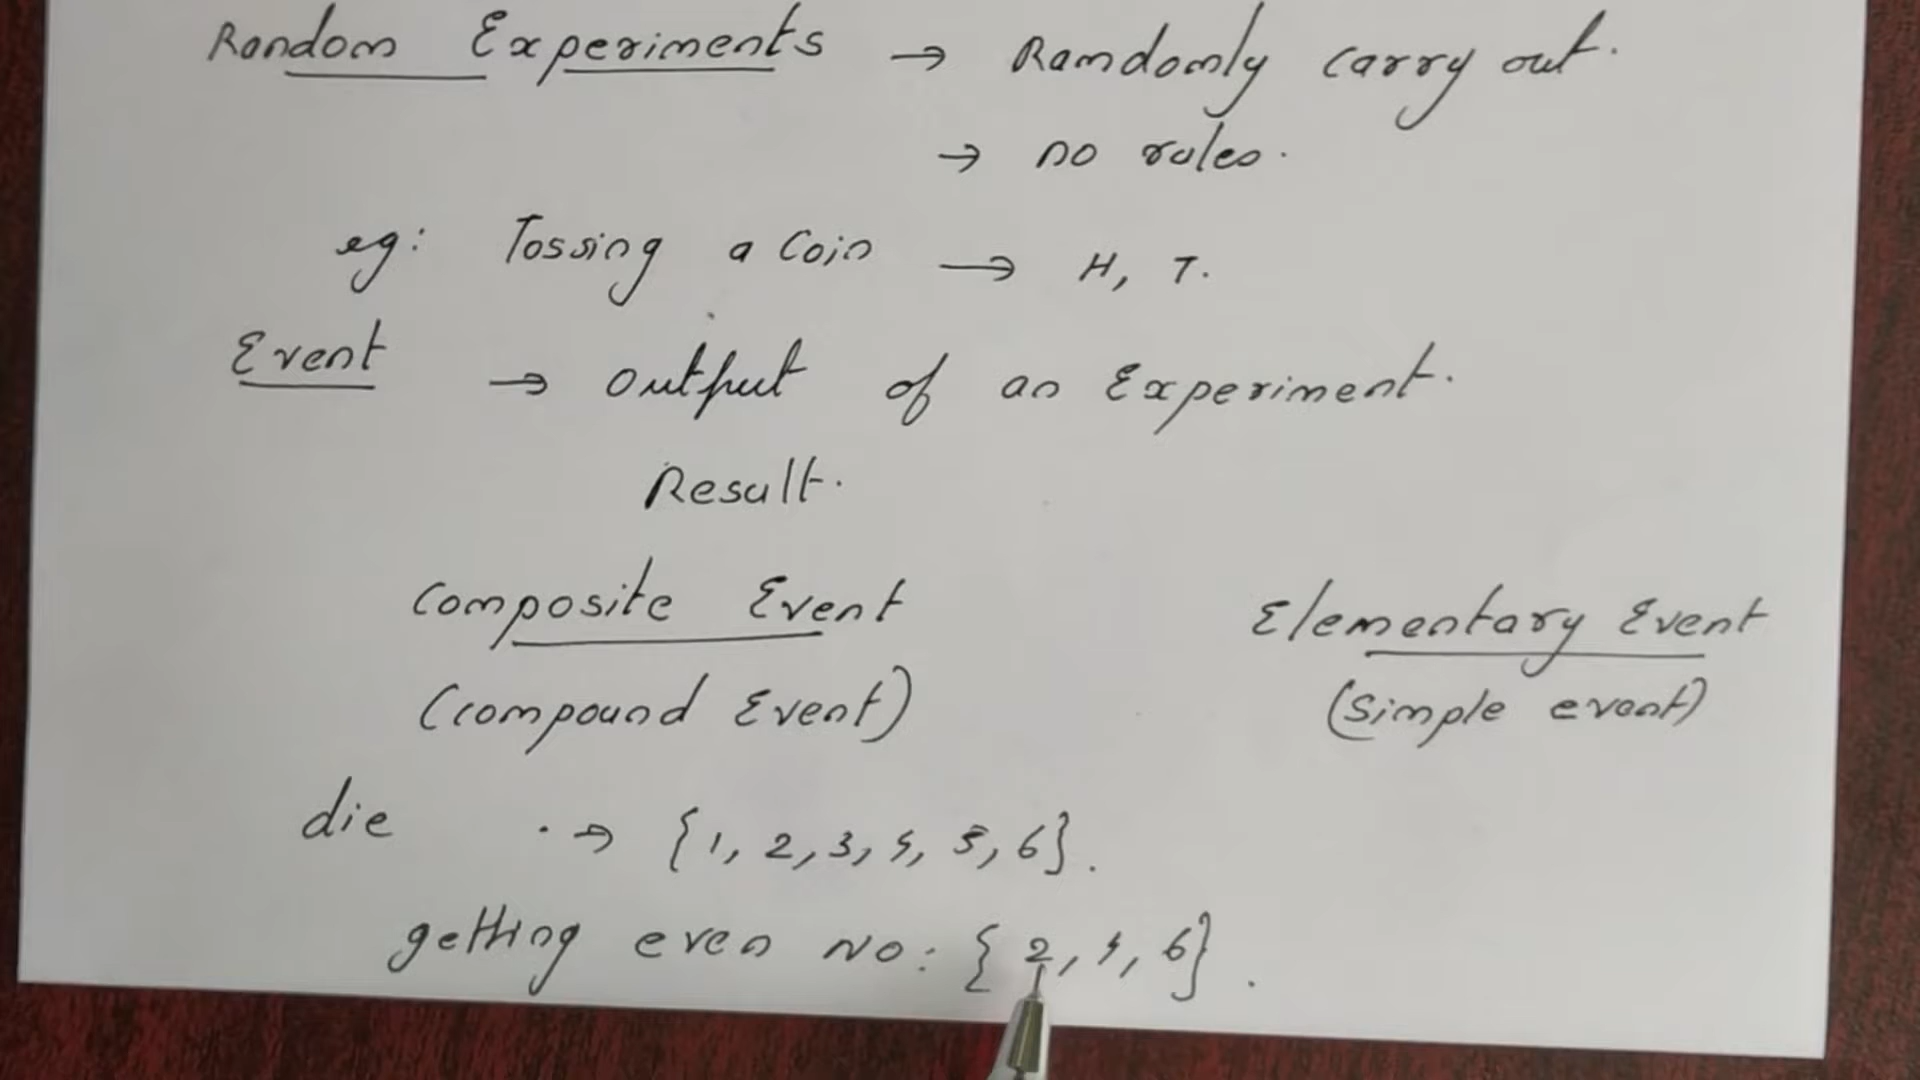 Random Experiments → Randomly carry out.
→ no rules.
eg: Tossing a Coin → H, T.
Event → output of an Experiment.
Result.
Composite Event
Elementary Event
(compound Event)
(simple event)
die → {1, 2, 3, 4, 5, 6}.
getting even no: {2, 4, 6}.